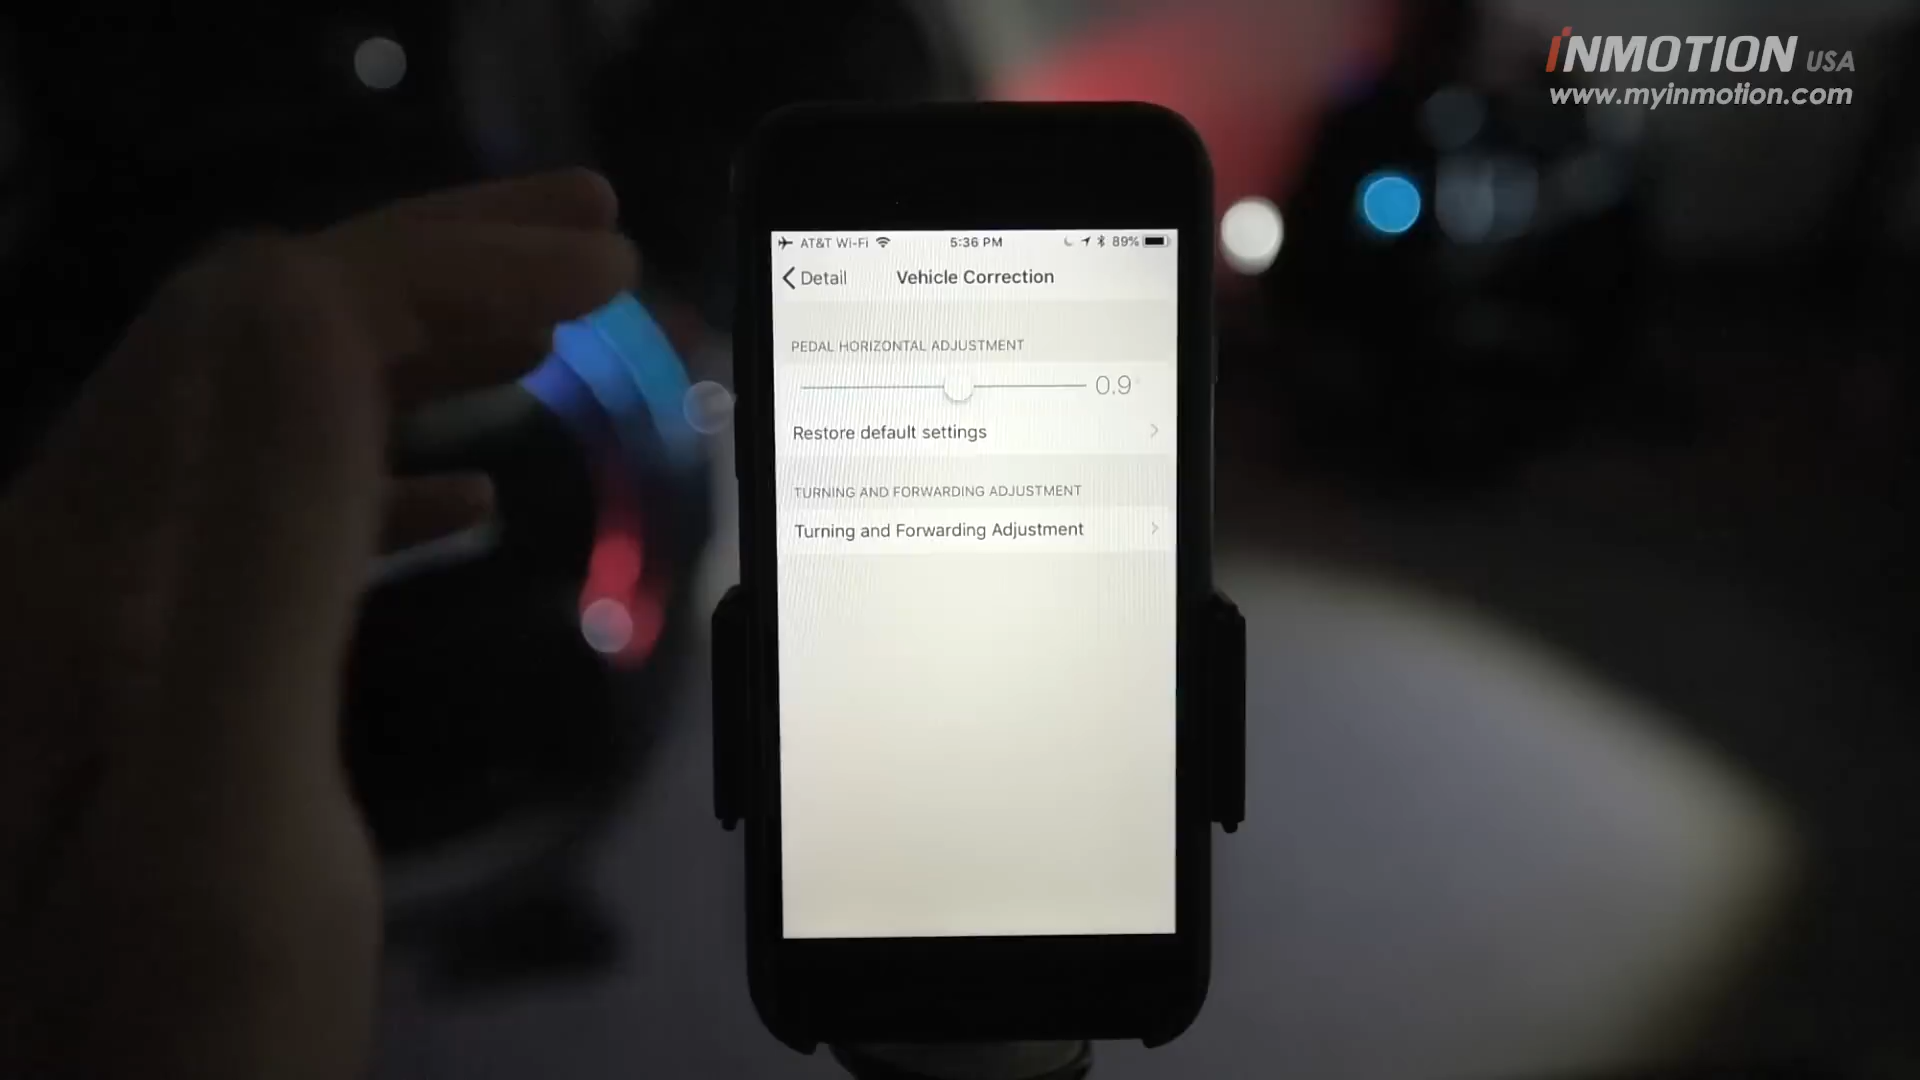 INMOTION USA
www.myinmotion.com
AT&T Wi-Fi 5:36 PM 89%
Detail Vehicle Correction
PEDAL HORIZONTAL ADJUSTMENT
0.9°
Restore default settings
TURNING AND FORWARDING ADJUSTMENT
Turning and Forwarding Adjustment